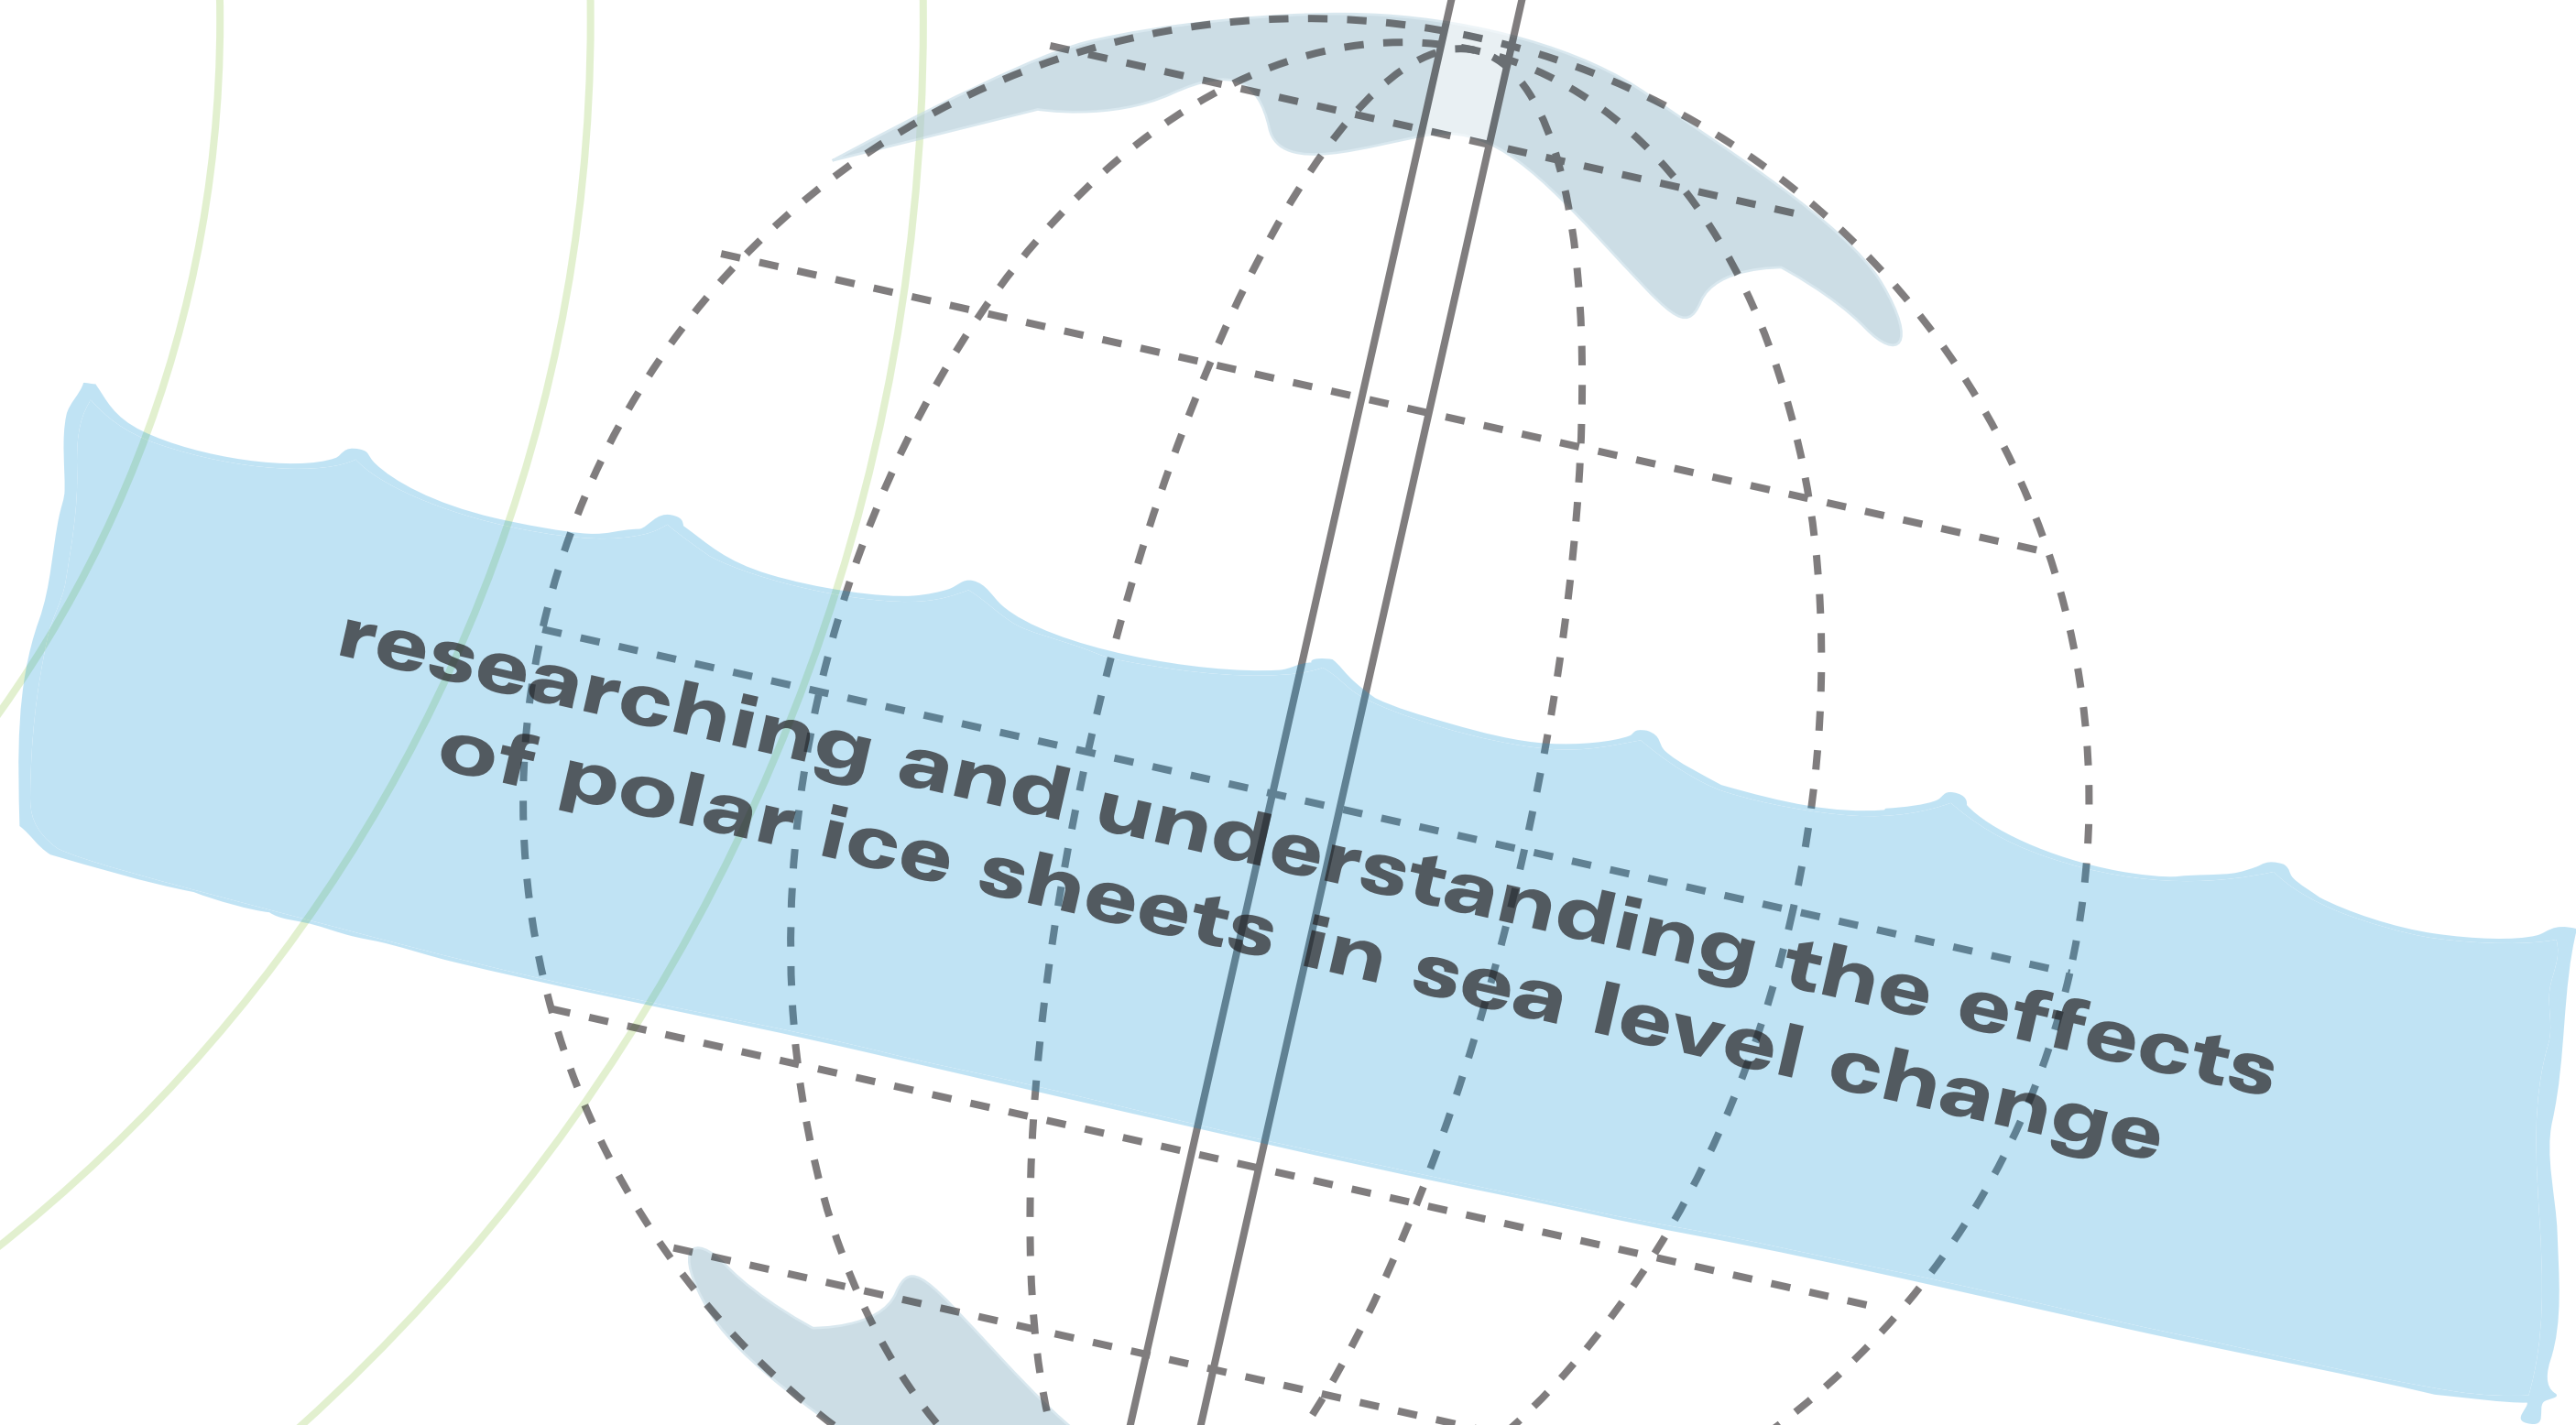 researching and understanding the effects
of polar ice sheets in sea level change